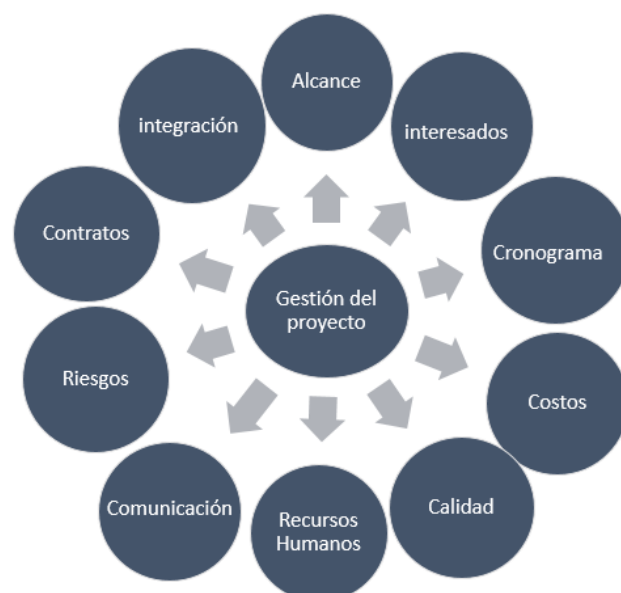 Alcance
interesados
Cronograma
Costos
Calidad
Recursos
Humanos
Comunicación
Riesgos
Contratos
integración
Gestión del
proyecto